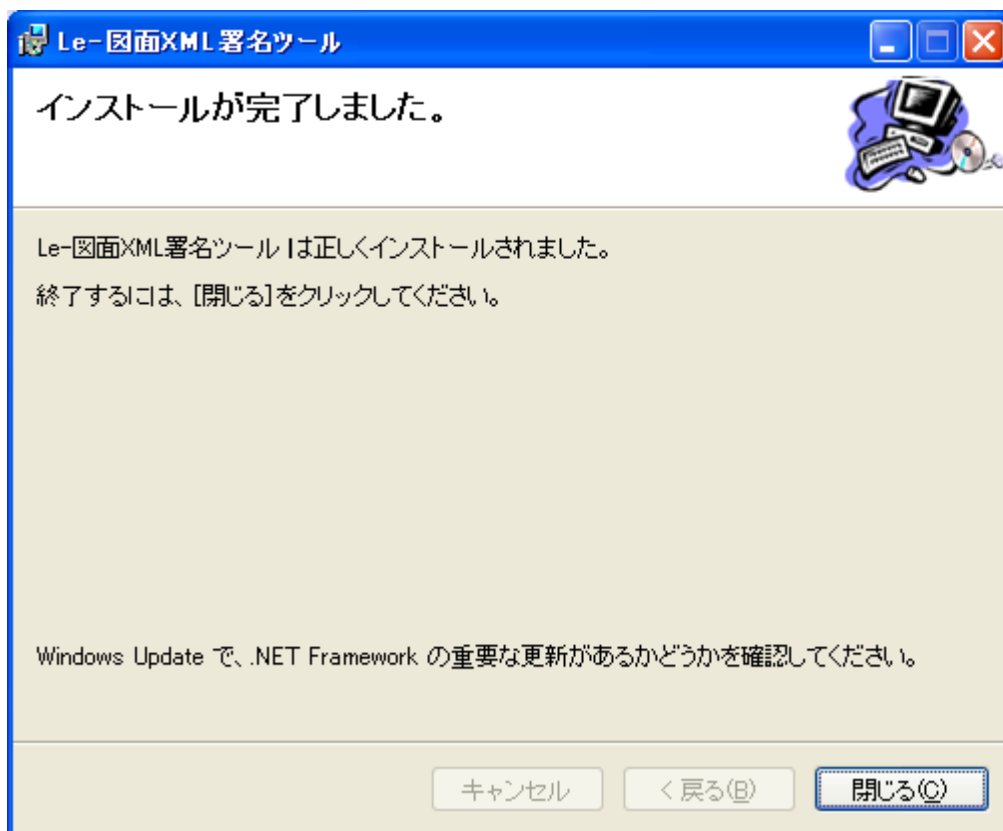 Le-図面XML署名ツール
インストールが完了しました。
Le-図面XML署名ツール は正しくインストールされました。
終了するには、[閉じる]をクリックしてください。
Windows Update で、.NET Framework の重要な更新があるかどうかを確認してください。
キャンセル
< 戻る(B)
閉じる(C)